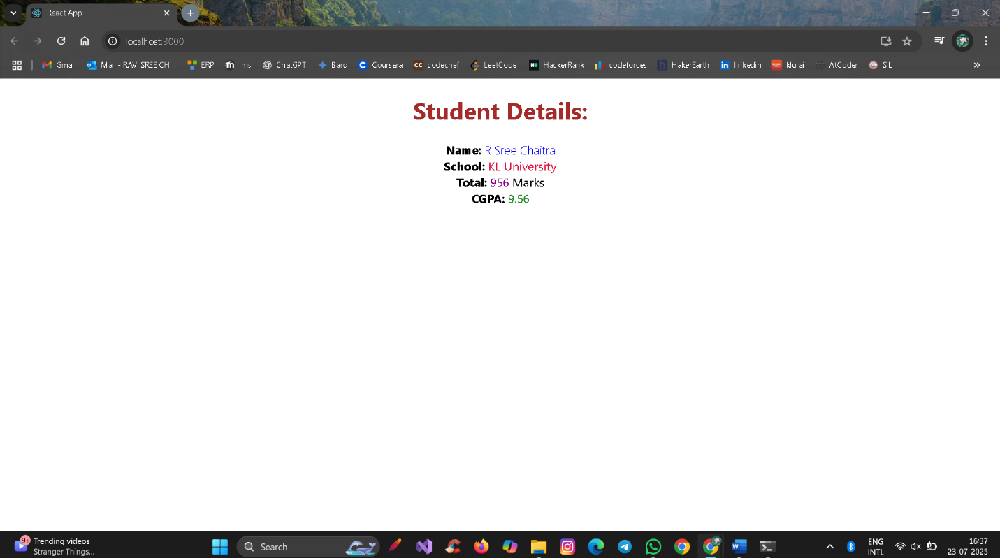 React App
localhost:3000
Gmail
Mail - RAVI SREE CH...
ERP
lms
ChatGPT
Bard
Coursera
codechef
LeetCode
HackerRank
codeforces
HakerEarth
linkedin
klu ai
AtCoder
SIL
Student Details:
Name: R Sree Chaitra
School: KL University
Total: 956 Marks
CGPA: 9.56
9+
Trending videos
Stranger Things...
Search
ENG
INTL
16:37
23-07-2025